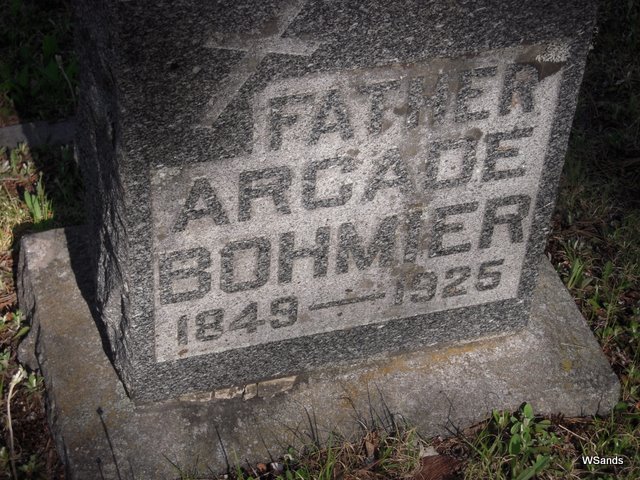 FATHER
ARCADE
BOHMIER
1849—1925
WSands